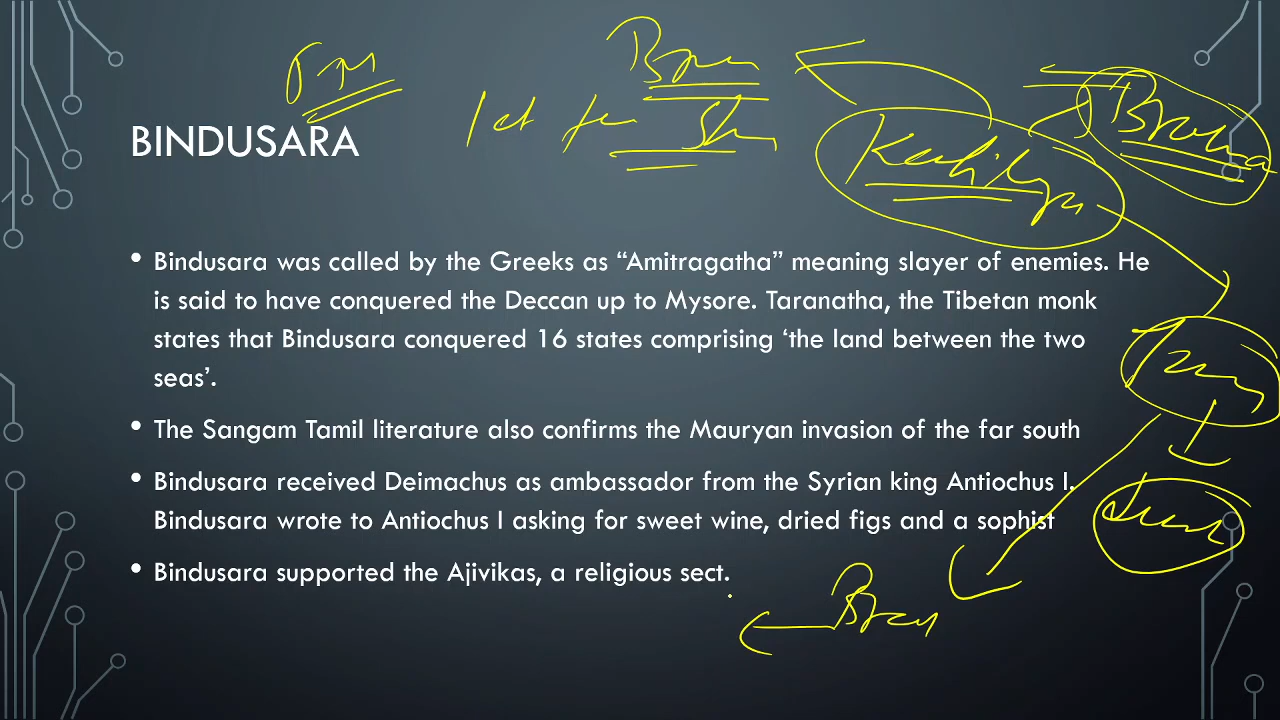 BINDUSARA
• Bindusara was called by the Greeks as “Amitragatha” meaning slayer of enemies. He
is said to have conquered the Deccan up to Mysore. Taranatha, the Tibetan monk
states that Bindusara conquered 16 states comprising ‘the land between the two
seas’.
• The Sangam Tamil literature also confirms the Mauryan invasion of the far south
• Bindusara received Deimachus as ambassador from the Syrian king Antiochus I.
Bindusara wrote to Antiochus I asking for sweet wine, dried figs and a sophist
• Bindusara supported the Ajivikas, a religious sect.